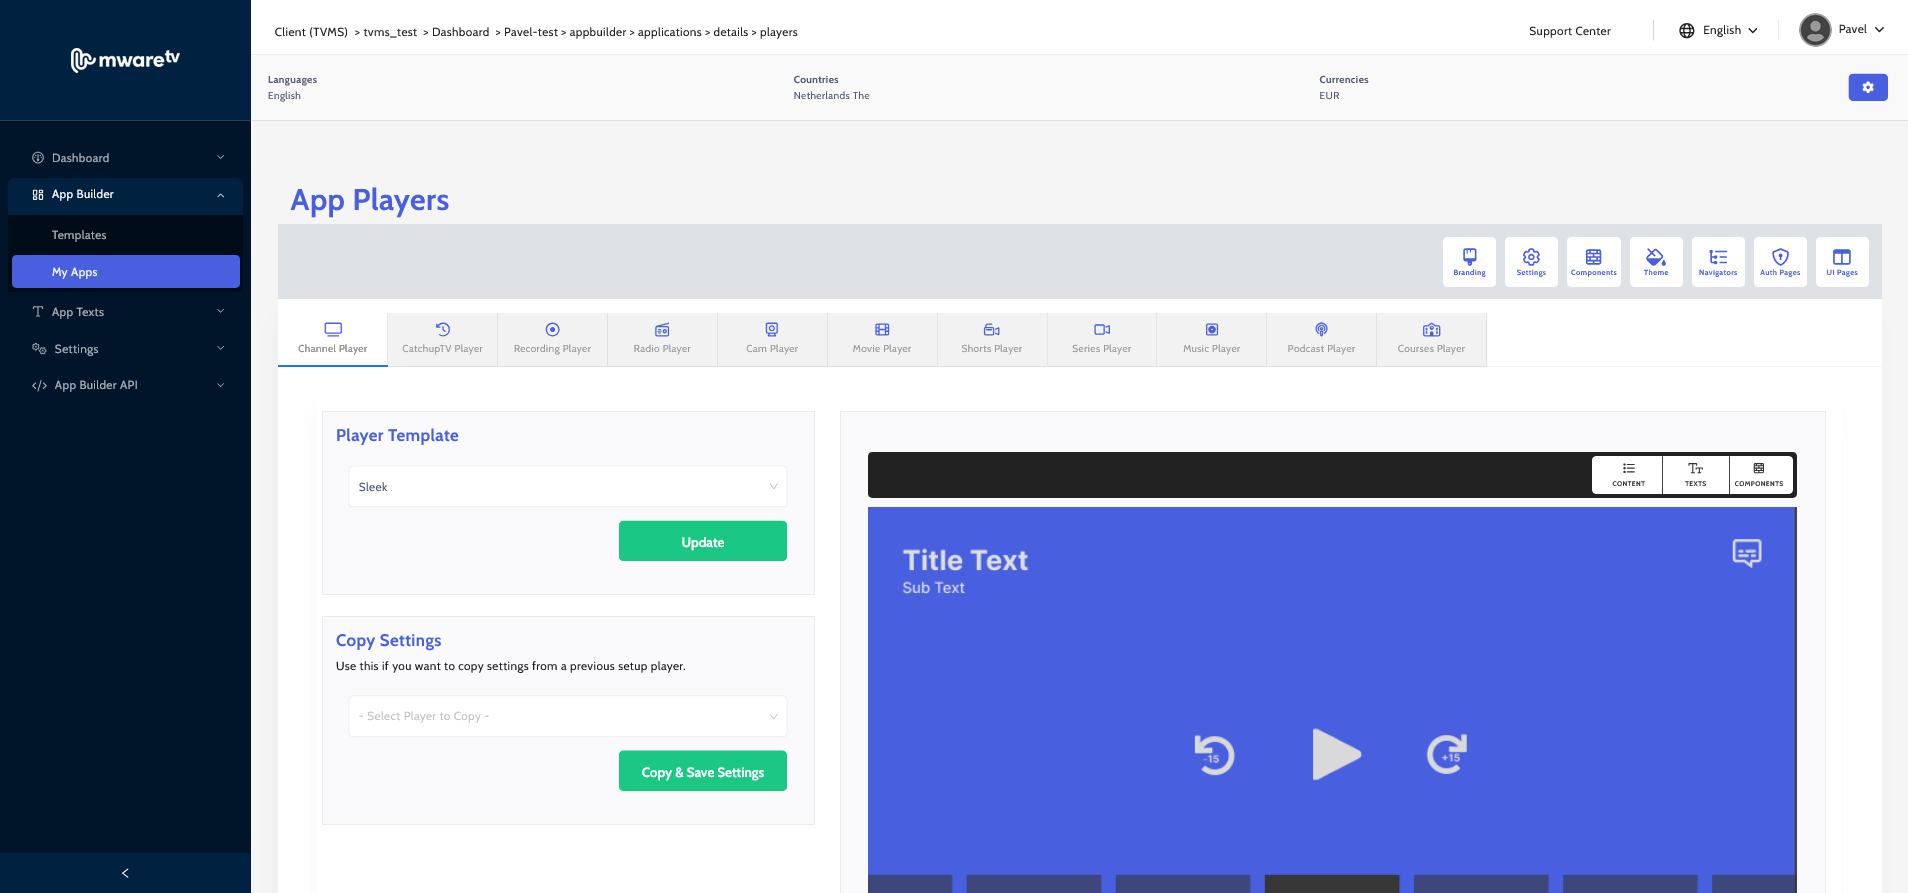 mwaretv
Client (TVMS) > tvms_test > Dashboard > Pavel-test > appbuilder > applications > details > players
Support Center
English
Pavel
Languages
English
Countries
Netherlands The
Currencies
EUR
Dashboard
App Builder
Templates
My Apps
App Texts
Settings
App Builder API
App Players
Branding
Settings
Components
Theme
Navigators
Auth Pages
UI Pages
Channel Player
CatchupTV Player
Recording Player
Radio Player
Cam Player
Movie Player
Shorts Player
Series Player
Music Player
Podcast Player
Courses Player
Player Template
Sleek
Update
Copy Settings
Use this if you want to copy settings from a previous setup player.
- Select Player to Copy -
Copy & Save Settings
CONTENT
TEXTS
COMPONENTS
Title Text
Sub Text
-15
+15